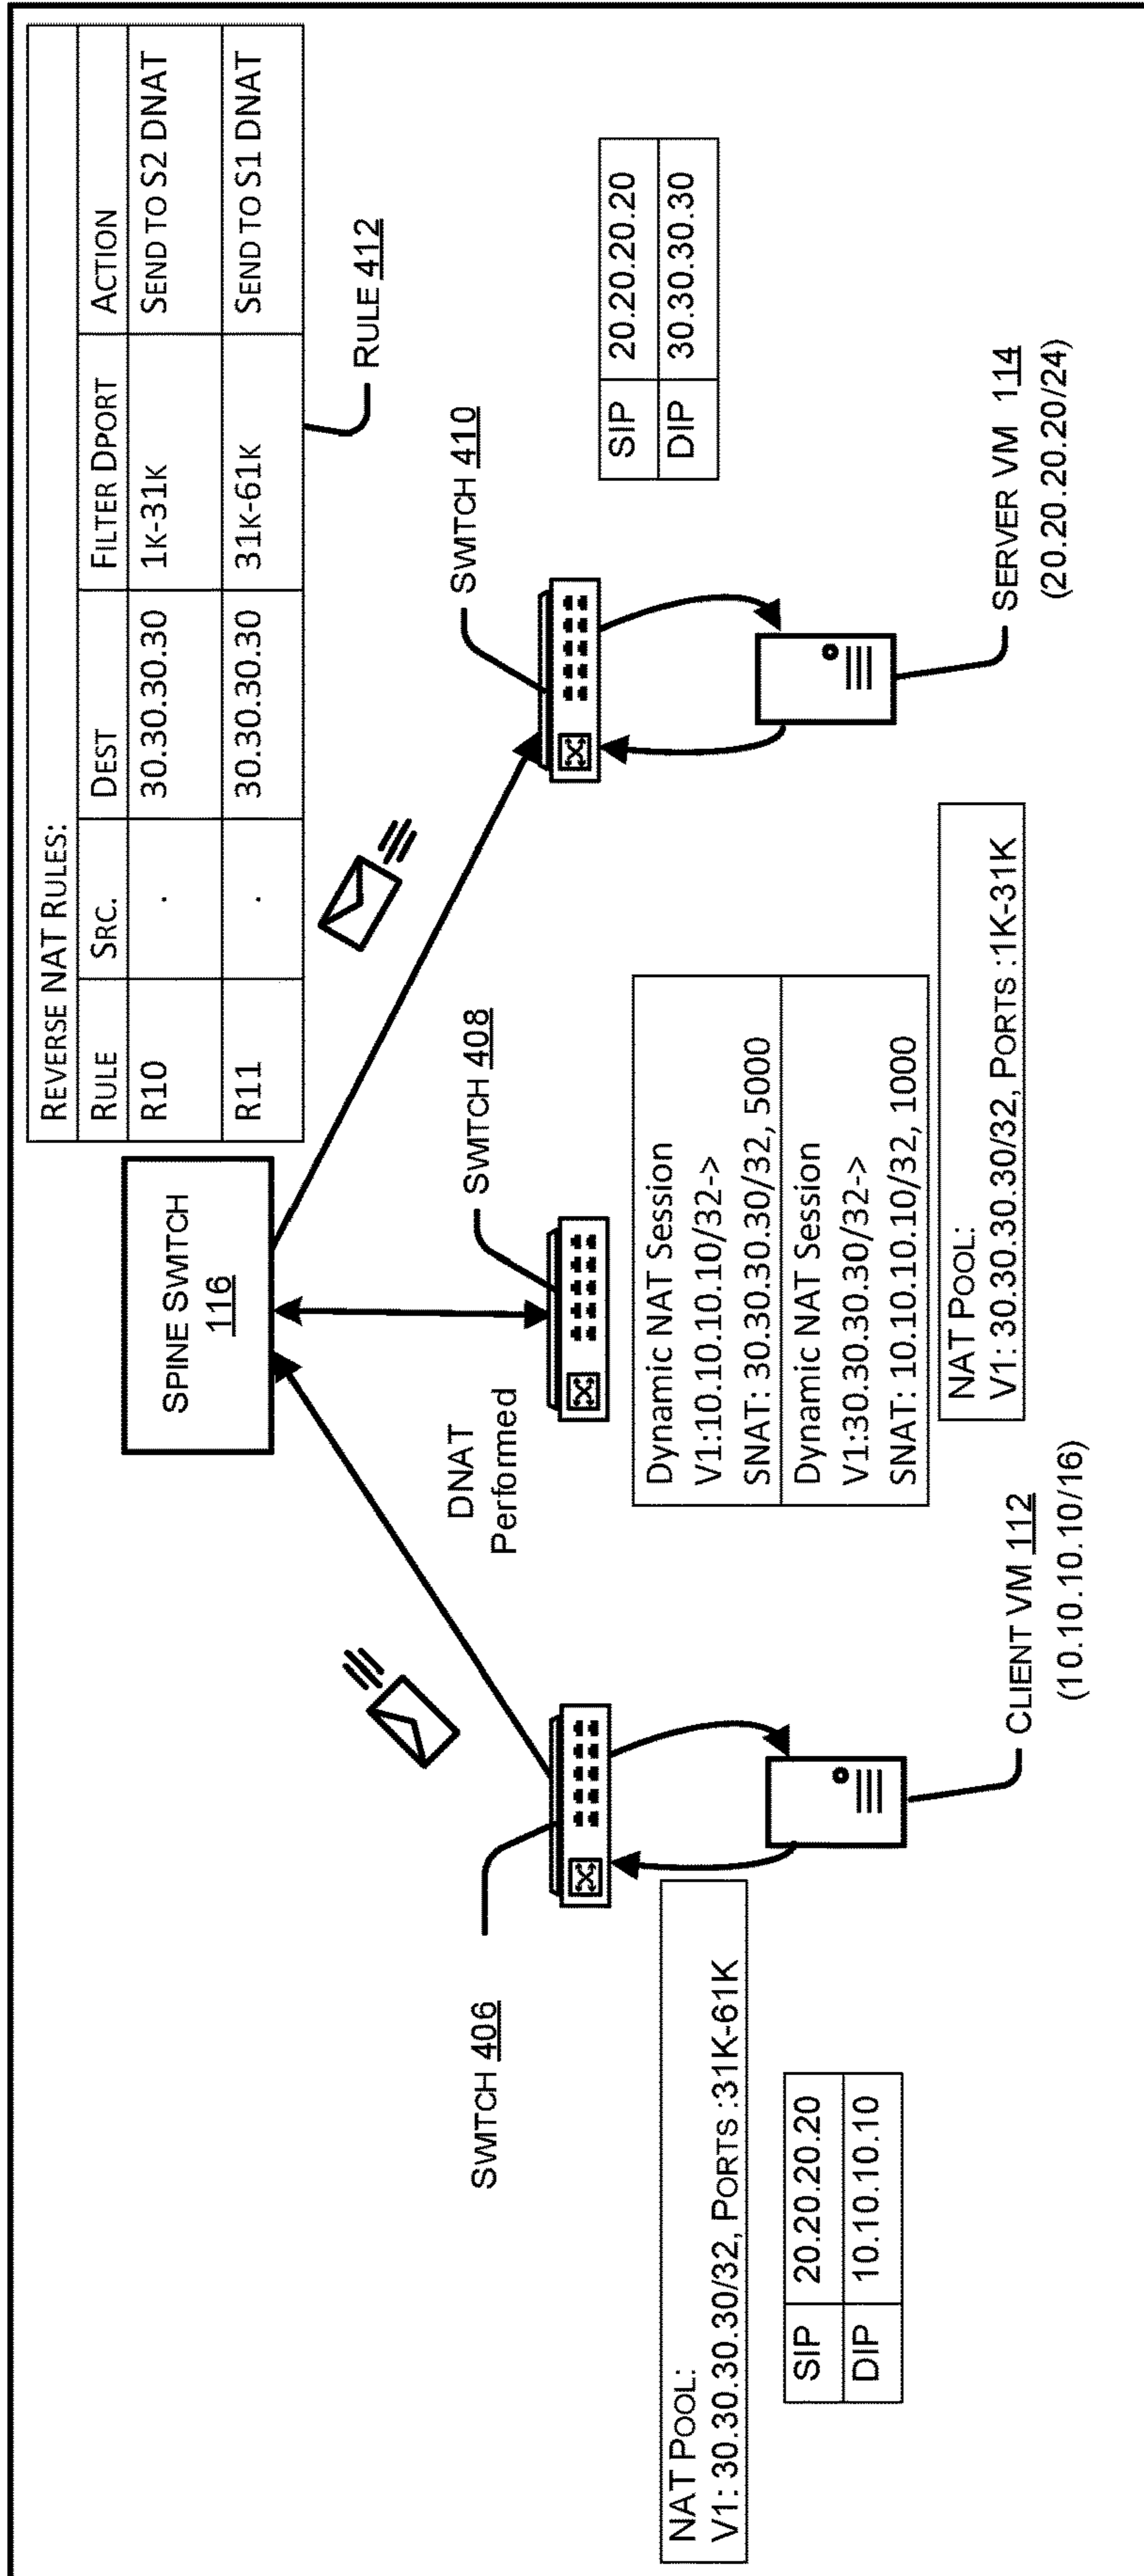 REVERSE NAT RULES:
RULE SRC. DEST FILTER DPORT ACTION
R10 . 30.30.30.30 1K-31K SEND TO S2 DNAT
R11 . 30.30.30.30 31K-61K SEND TO S1 DNAT
RULE 412
SPINE SWITCH
116
SWITCH 406
DNAT
Performed
SWITCH 408
SWITCH 410
NAT POOL:
V1: 30.30.30.30/32, PORTS :31K-61K
SIP 20.20.20.20
DIP 10.10.10.10
CLIENT VM 112
(10.10.10.10/16)
Dynamic NAT Session
V1:10.10.10.10/32->
SNAT: 30.30.30.30/32, 5000
Dynamic NAT Session
V1:30.30.30.30/32->
SNAT: 10.10.10.10/32, 1000
NAT POOL:
V1: 30.30.30.30/32, PORTS :1K-31K
SIP 20.20.20.20
DIP 30.30.30.30
SERVER VM 114
(20.20.20.20/24)